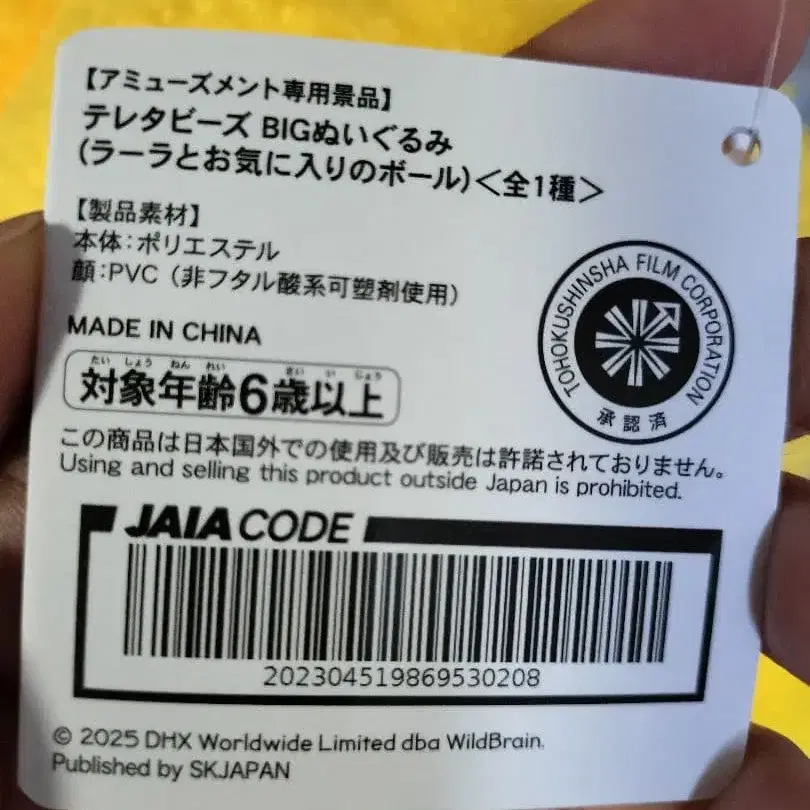 【アミューズメント専用景品】
テレタビーズ BIGぬいぐるみ
(ラーラとお気に入りのボール)＜全1種＞
【製品素材】
本体：ポリエステル
顔：PVC（非フタル酸系可塑剤使用）
TOHOKUSHINSHA FILM CORPORATION
承認済
MADE IN CHINA
たい しょう ねん れい さい い じょう
対象年齢6歳以上
この商品は日本国外での使用及び販売は許諾されておりません。
Using and selling this product outside Japan is prohibited.
JAIA CODE
202304519869530208
© 2025 DHX Worldwide Limited dba WildBrain.
Published by SKJAPAN